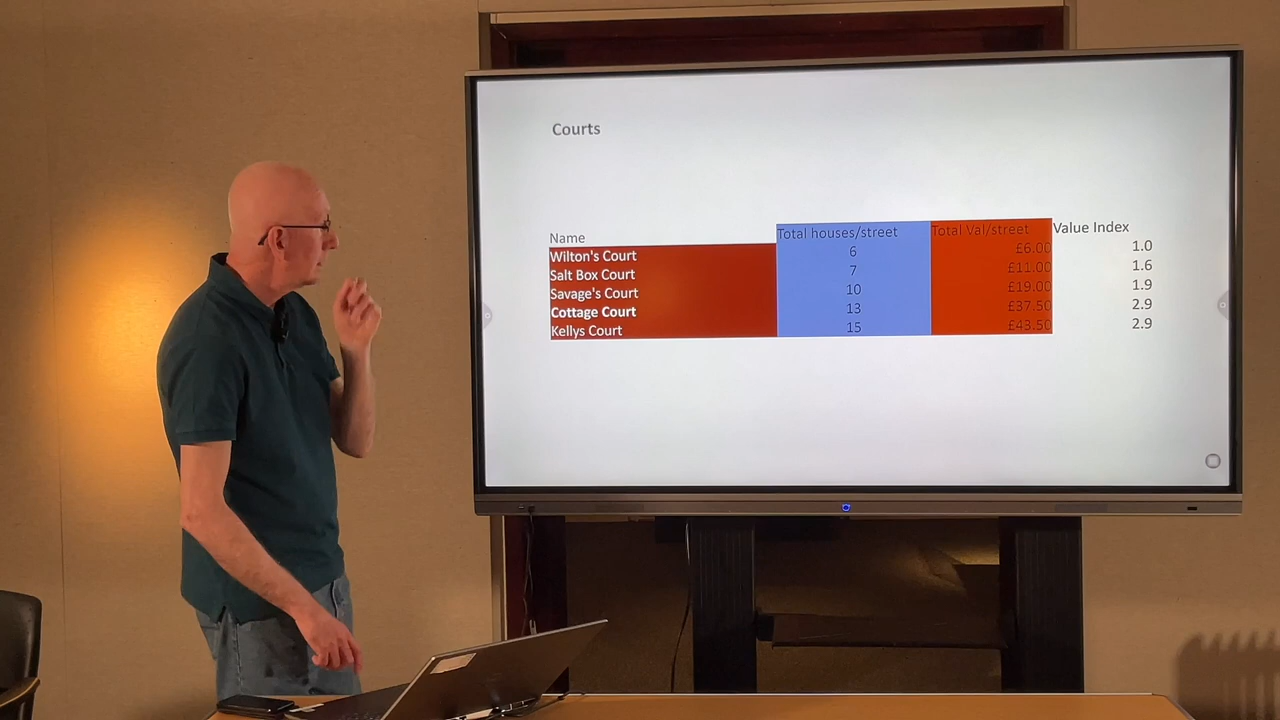 Courts
Name Total houses/street Total Val/street Value Index
Wilton's Court 6 £6.00 1.0
Salt Box Court 7 £11.00 1.6
Savage's Court 10 £19.00 1.9
Cottage Court 13 £37.50 2.9
Kellys Court 15 £43.50 2.9